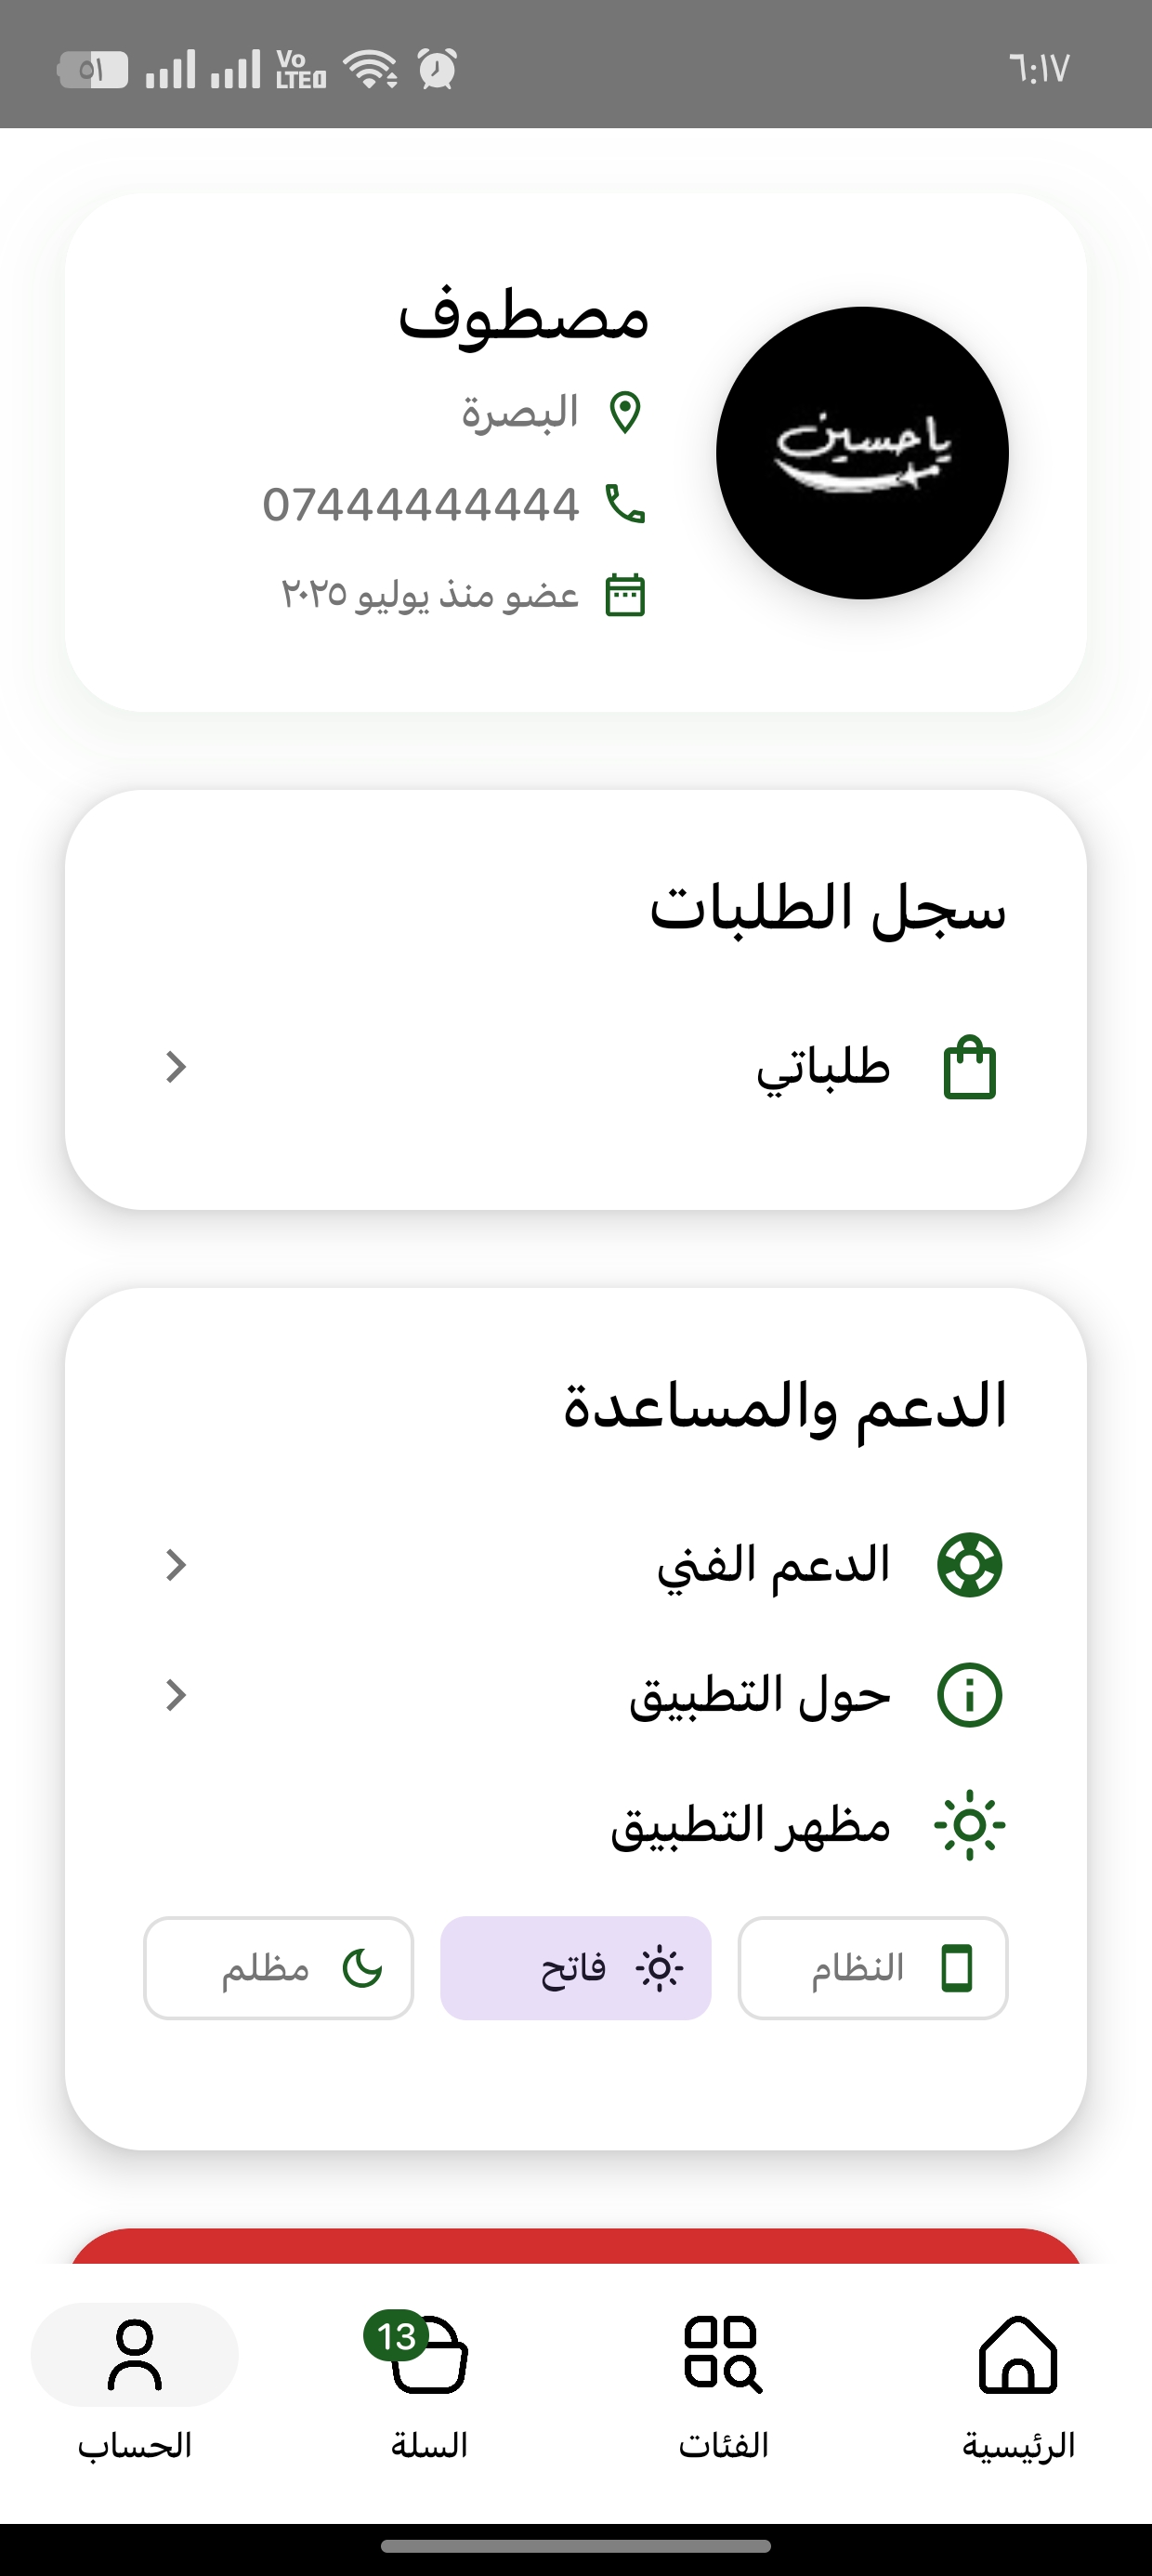 ٦:١٧
Vo
LTE
٥١
ياحسين
مصطوف
البصرة
07444444444
عضو منذ يوليو ٢٠٢٥
سجل الطلبات
طلباتي
الدعم والمساعدة
الدعم الفني
حول التطبيق
مظهر التطبيق
النظام
فاتح
مظلم
13
الرئيسية
الفئات
السلة
الحساب